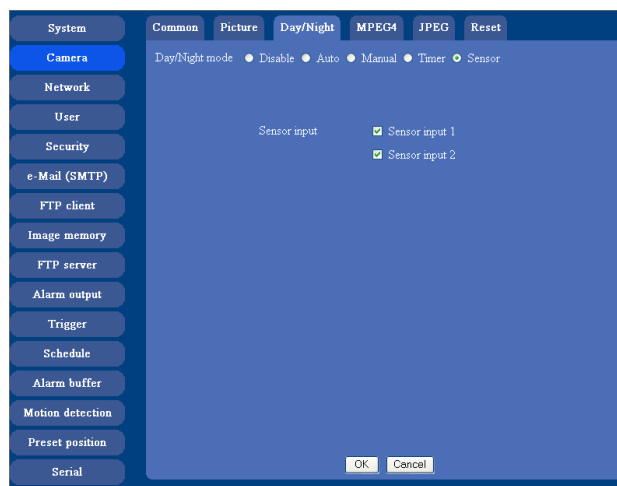 System
Camera
Network
User
Security
e-Mail (SMTP)
FTP client
Image memory
FTP server
Alarm output
Trigger
Schedule
Alarm buffer
Motion detection
Preset position
Serial
Common Picture Day/Night MPEG4 JPEG Reset
Day/Night mode Disable Auto Manual Timer Sensor
Sensor input Sensor input 1
Sensor input 2
OK Cancel